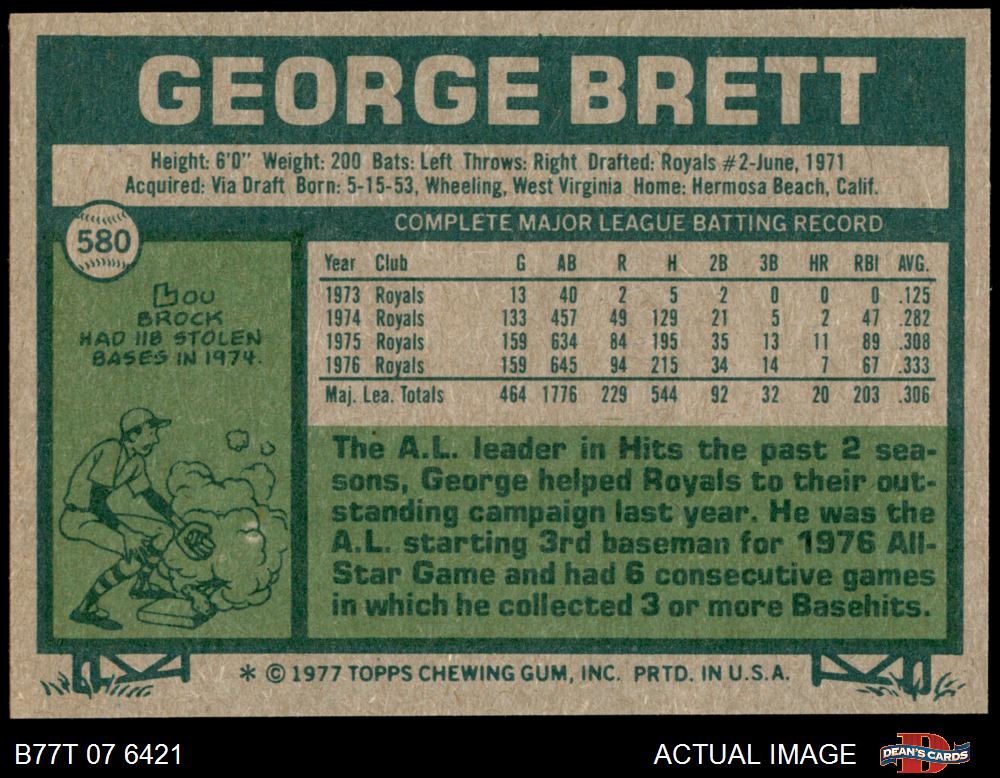 GEORGE BRETT
Height: 6'0" Weight: 200 Bats: Left Throws: Right Drafted: Royals #2-June, 1971
Acquired: Via Draft Born: 5-15-53, Wheeling, West Virginia Home: Hermosa Beach, Calif.
580
COMPLETE MAJOR LEAGUE BATTING RECORD
LOU
BROCK
HAD 118 STOLEN
BASES IN 1974.
Year Club G AB R H 2B 3B HR RBI AVG.
1973 Royals 13 40 2 5 2 0 0 0 .125
1974 Royals 133 457 49 129 21 5 2 47 .282
1975 Royals 159 634 84 195 35 13 11 89 .308
1976 Royals 159 645 94 215 34 14 7 67 .333
Maj. Lea. Totals 464 1776 229 544 92 32 20 203 .306
The A.L. leader in Hits the past 2 sea-
sons, George helped Royals to their out-
standing campaign last year. He was the
A.L. starting 3rd baseman for 1976 All-
Star Game and had 6 consecutive games
in which he collected 3 or more Basehits.
* © 1977 TOPPS CHEWING GUM, INC. PRTD. IN U.S.A.
B77T 07 6421
ACTUAL IMAGE
D
DEAN'S CARDS